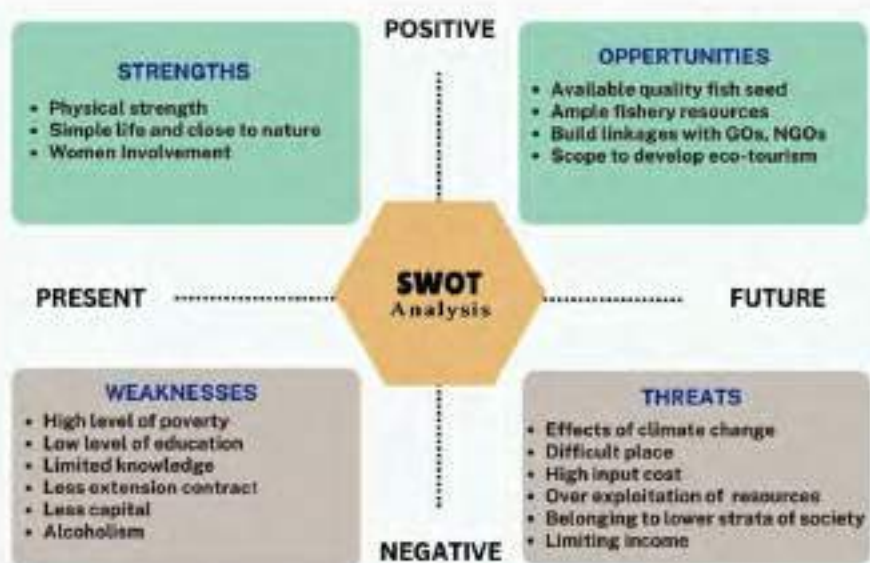 POSITIVE
STRENGTHS
• Physical strength
• Simple life and close to nature
• Women Involvement
OPPERTUNITIES
• Available quality fish seed
• Ample fishery resources
• Build linkages with GOs, NGOs
• Scope to develop eco-tourism
PRESENT
SWOT
Analysis
FUTURE
WEAKNESSES
• High level of poverty
• Low level of education
• Limited knowledge
• Less extension contract
• Less capital
• Alcoholism
THREATS
• Effects of climate change
• Difficult place
• High input cost
• Over exploitation of resources
• Belonging to lower strata of society
• Limiting income
NEGATIVE